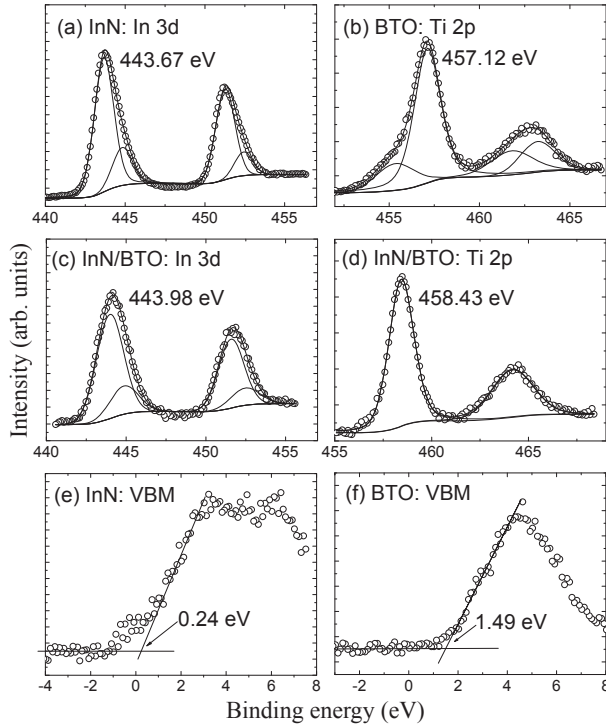 (a) InN: In 3d
443.67 eV
440 445 450 455
(b) BTO: Ti 2p
457.12 eV
455 460 465
(c) InN/BTO: In 3d
443.98 eV
440 445 450 455
(d) InN/BTO: Ti 2p
458.43 eV
455 460 465
Intensity (arb. units)
(e) InN: VBM
0.24 eV
-4 -2 0 2 4 6 8
(f) BTO: VBM
1.49 eV
-4 -2 0 2 4 6 8
Binding energy (eV)